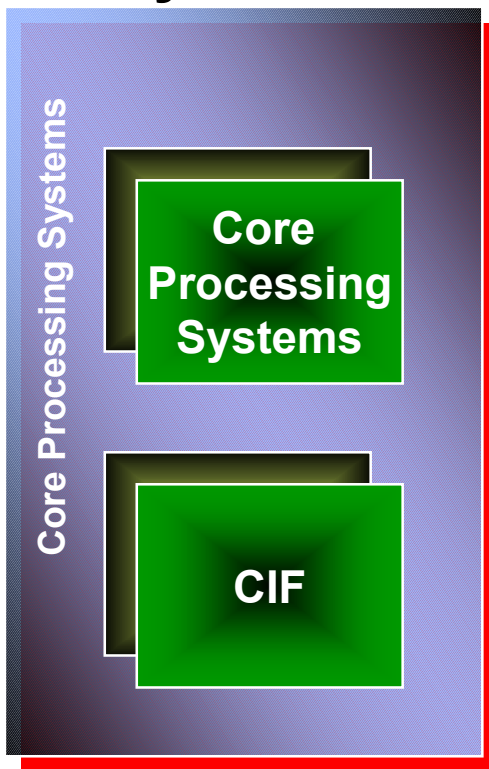 Core Processing Systems
Core
Processing
Systems
CIF